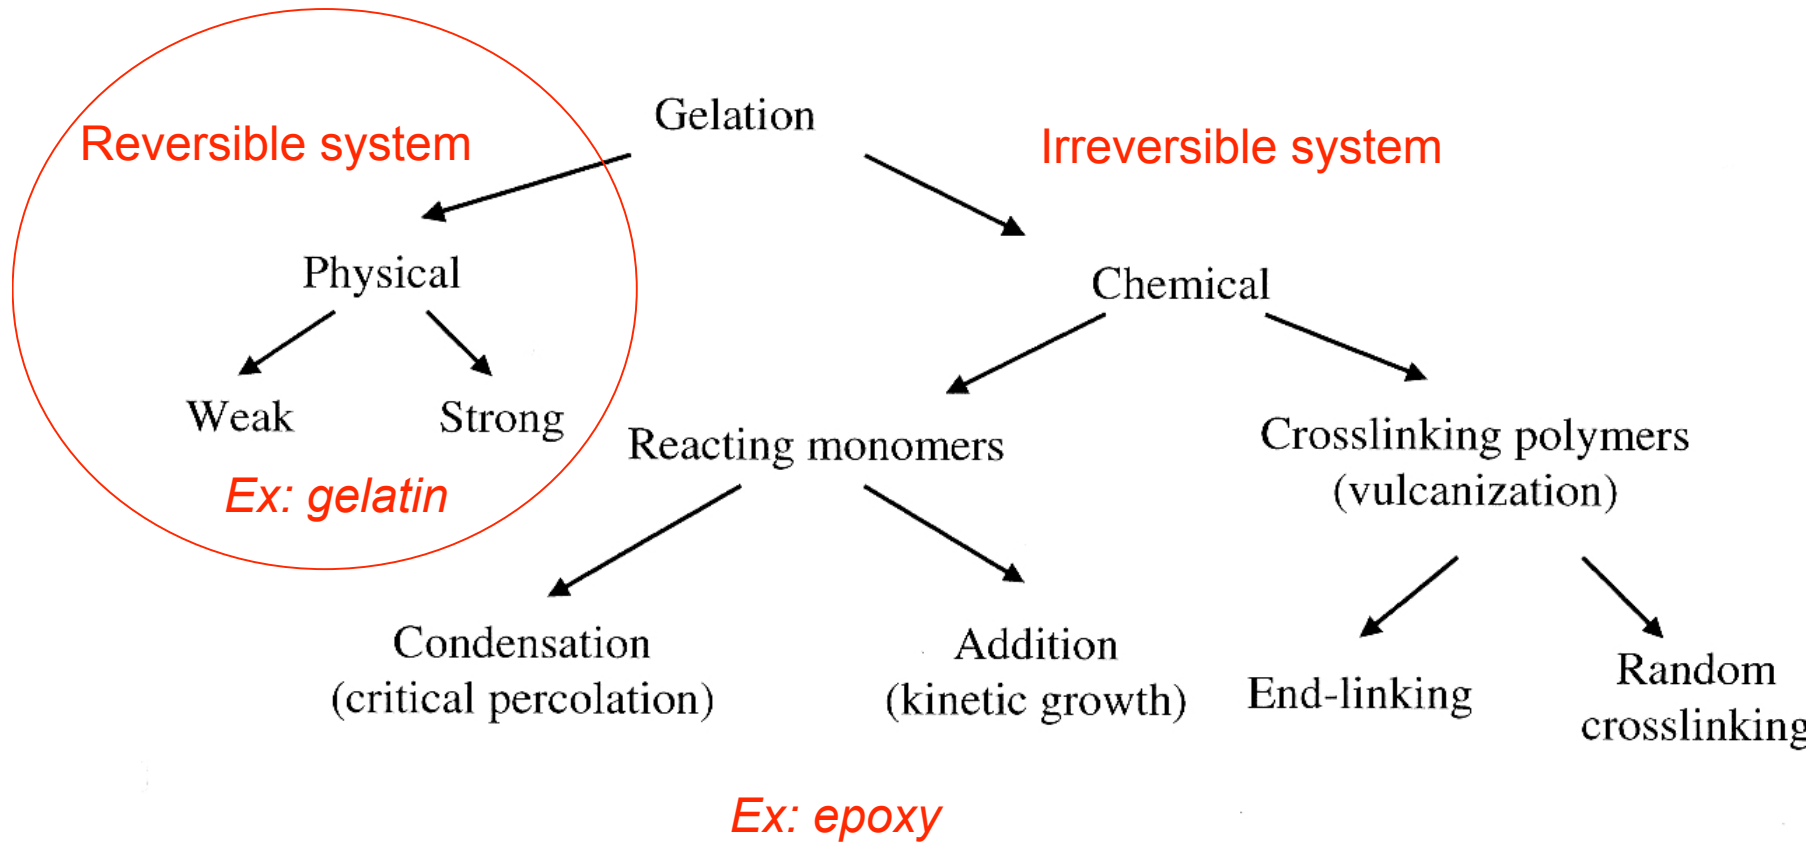 Gelation
Reversible system
Irreversible system
Physical
Chemical
Weak
Strong
Reacting monomers
Crosslinking polymers
(vulcanization)
Ex: gelatin
Condensation
(critical percolation)
Addition
(kinetic growth)
End-linking
Random
crosslinking
Ex: epoxy